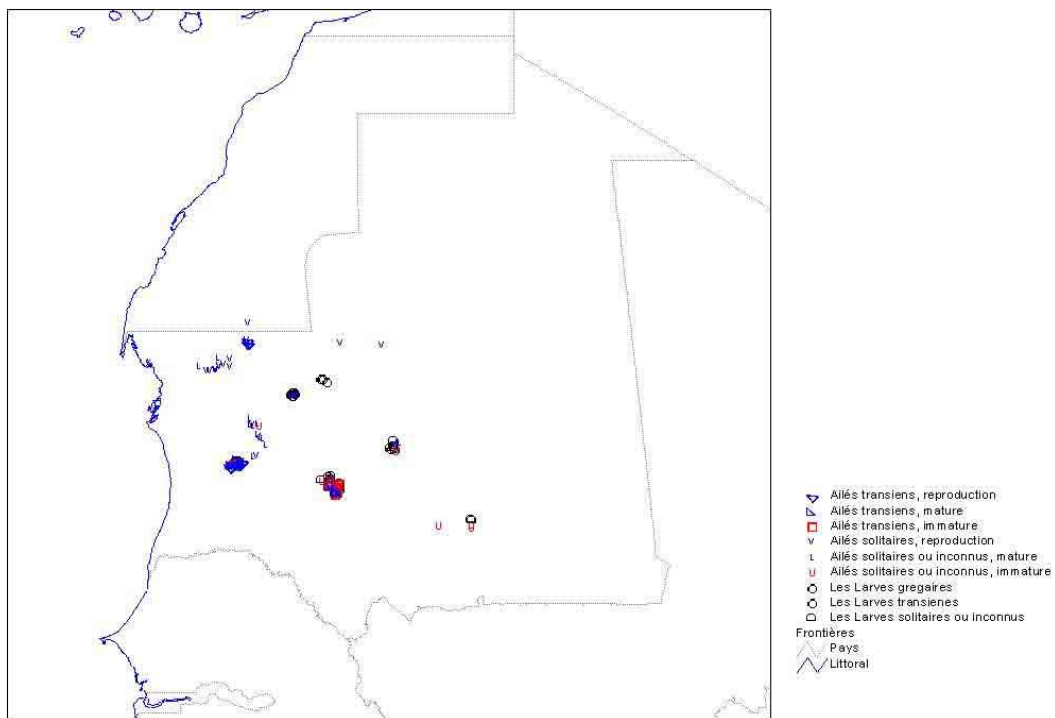 Ailés transiens, reproduction
Ailés transiens, mature
Ailés transiens, immature
Ailés solitaires, reproduction
Ailés solitaires ou inconnus, mature
Ailés solitaires ou inconnus, immature
Les Larves gregaires
Les Larves transienes
Les Larves solitaires ou inconnus
Frontières
Pays
Littoral